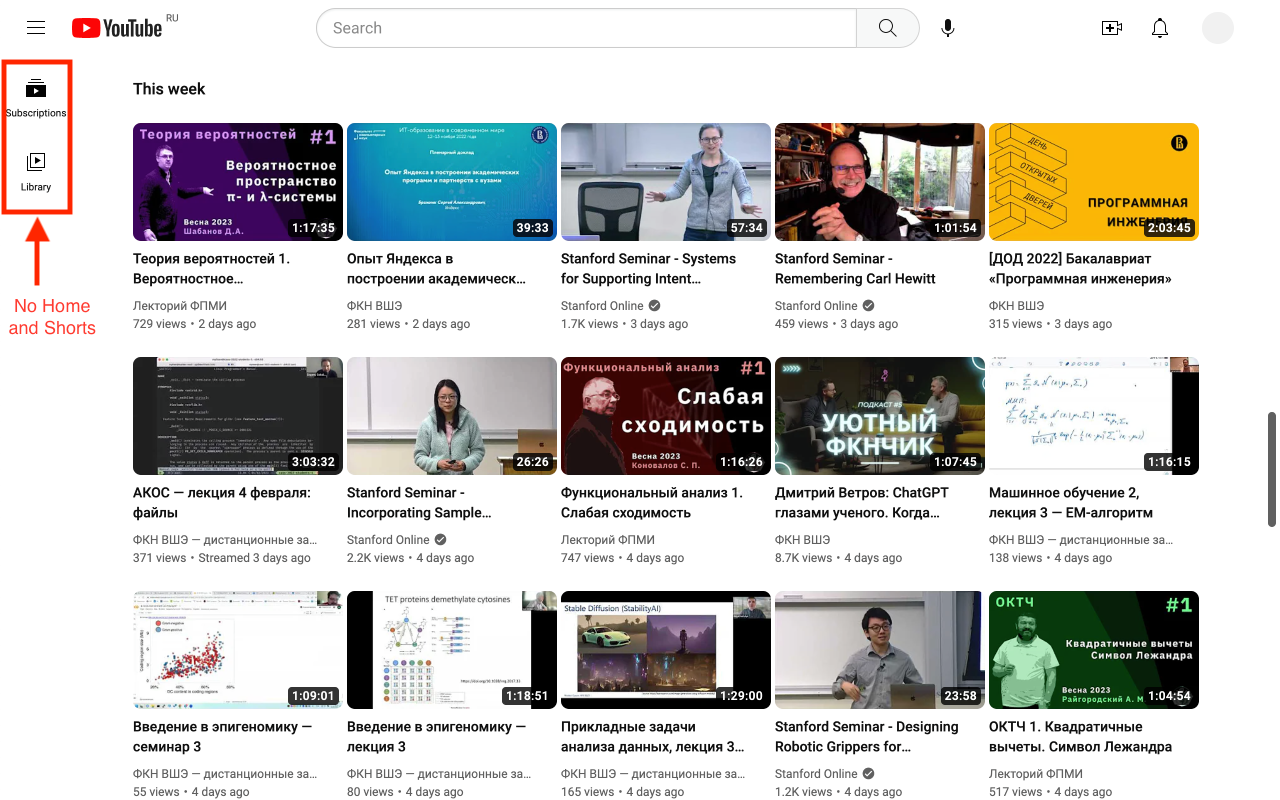 YouTube RU
Search
Subscriptions
Library
No Home
and Shorts
This week
Теория вероятностей #1
Вероятностное
пространство
π- и λ-системы
Весна 2023
Шабанов Д.А.
1:17:35
Теория вероятностей 1.
Вероятностное…
Лекторий ФПМИ
729 views • 2 days ago
ИТ-образование в современном мире
Пленарный доклад
Опыт Яндекса в построении академических
программ и партнерств с вузами
39:33
Опыт Яндекса в
построении академическ…
ФКН ВШЭ
281 views • 2 days ago
57:34
Stanford Seminar - Systems
for Supporting Intent…
Stanford Online
1.7K views • 3 days ago
1:01:54
Stanford Seminar -
Remembering Carl Hewitt
Stanford Online
459 views • 3 days ago
ДЕНЬ
ОТКРЫТЫХ
ДВЕРЕЙ
ПРОГРАММНАЯ
ИНЖЕНЕРИЯ
2:03:45
[ДОД 2022] Бакалавриат
«Программная инженерия»
ФКН ВШЭ
315 views • 3 days ago
3:03:32
АКОС — лекция 4 февраля:
файлы
ФКН ВШЭ — дистанционные за…
371 views • Streamed 3 days ago
26:26
Stanford Seminar -
Incorporating Sample…
Stanford Online
2.2K views • 4 days ago
Функциональный анализ #1
Слабая
сходимость
Весна 2023
Коновалов С. П.
1:16:26
Функциональный анализ 1.
Слабая сходимость
Лекторий ФПМИ
747 views • 4 days ago
ПОДКАСТ #5
УЮТНЫЙ
ФКНЧИК
1:07:45
Дмитрий Ветров: ChatGPT
глазами ученого. Когда…
ФКН ВШЭ
8.7K views • 4 days ago
1:16:15
Машинное обучение 2,
лекция 3 — EM-алгоритм
ФКН ВШЭ — дистанционные за…
138 views • 4 days ago
1:09:01
Введение в эпигеномику —
семинар 3
ФКН ВШЭ — дистанционные за…
55 views • 4 days ago
TET proteins demethylate cytosines
1:18:51
Введение в эпигеномику —
лекция 3
ФКН ВШЭ — дистанционные за…
80 views • 4 days ago
Stable Diffusion (StabilityAI)
1:29:00
Прикладные задачи
анализа данных, лекция 3…
ФКН ВШЭ — дистанционные за…
165 views • 4 days ago
23:58
Stanford Seminar - Designing
Robotic Grippers for…
Stanford Online
1.2K views • 4 days ago
ОКТЧ #1
Квадратичные вычеты
Символ Лежандра
Весна 2023
Райгородский А. М
1:04:54
ОКТЧ 1. Квадратичные
вычеты. Символ Лежандра
Лекторий ФПМИ
517 views • 4 days ago